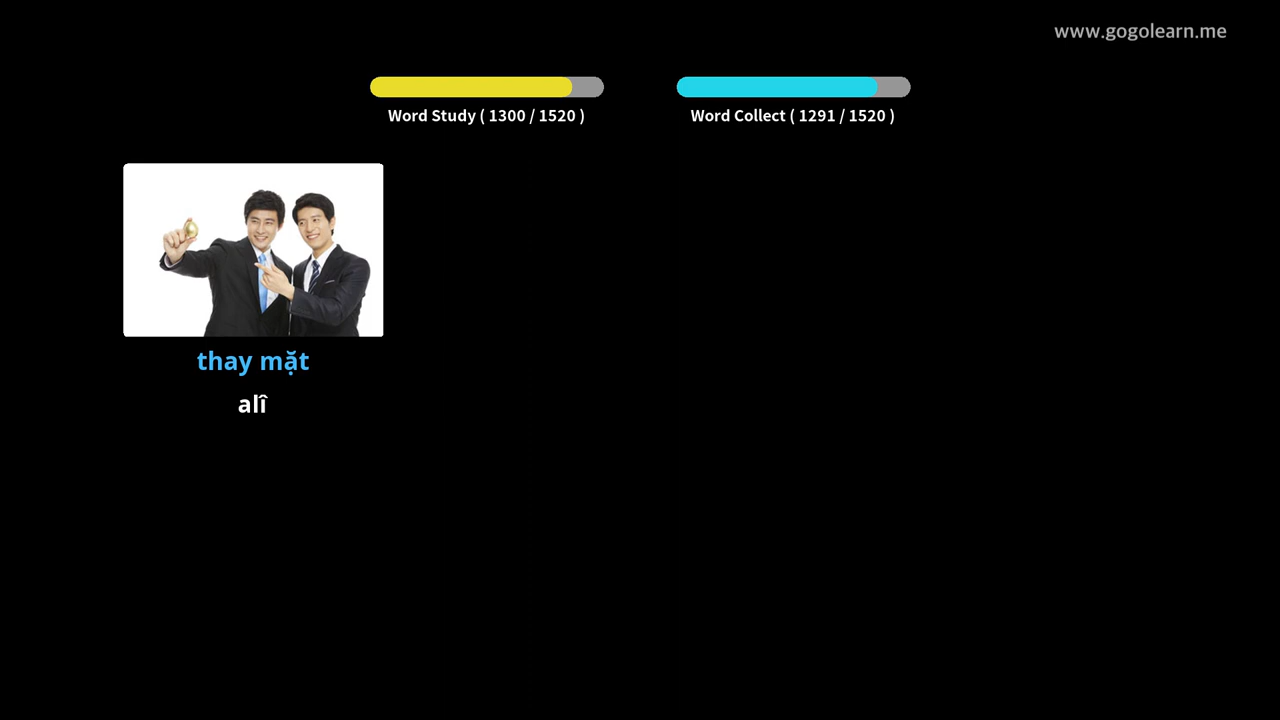 www.gogolearn.me
Word Study ( 1300 / 1520 )
Word Collect ( 1291 / 1520 )
thay mặt
alî